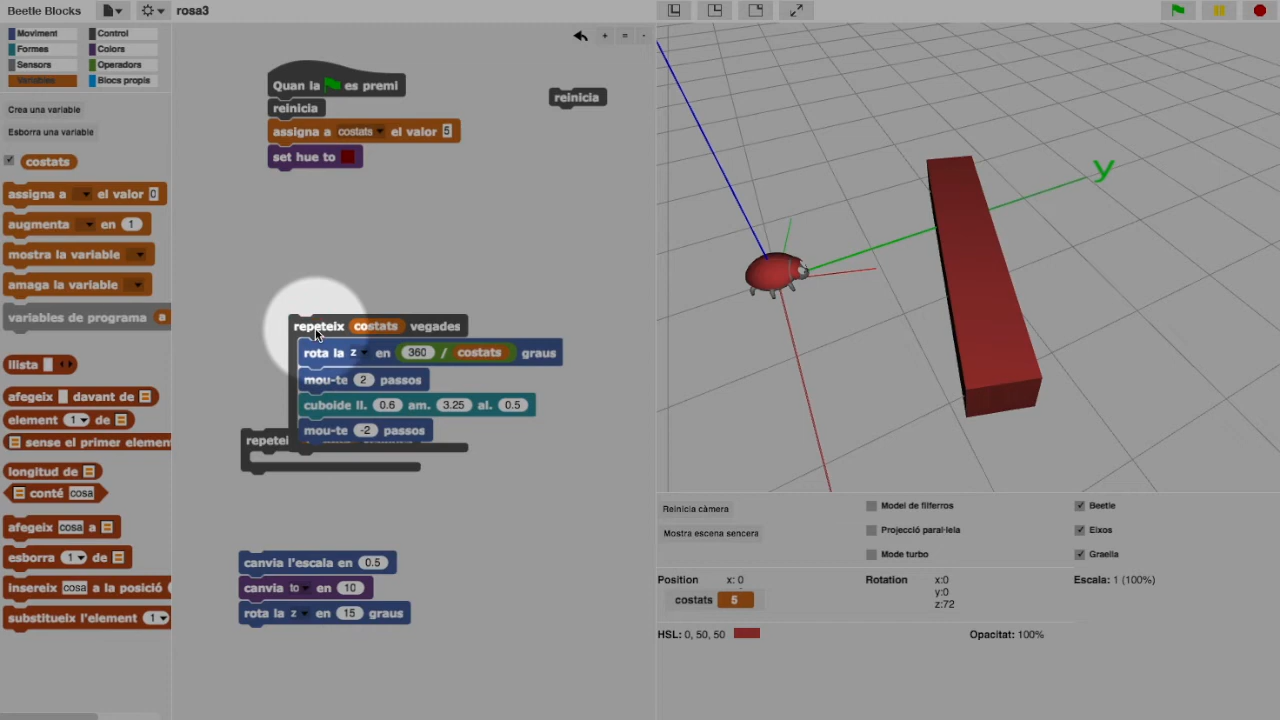 Beetle Blocks rosa3
Moviment Control
Formes Colors
Sensors Operadors
Variables Blocs propis
Crea una variable
Esborra una variable
costats
assigna a el valor 0
augmenta en 1
mostra la variable
amaga la variable
variables de programa a
llista
afegeix davant de
element 1 de
sense el primer element
longitud de
conté cosa
afegeix cosa a
esborra 1 de
insereix cosa a la posició
substitueix l'element 1
+ = -
Quan la es premi
reinicia
assigna a costats el valor 5
set hue to
reinicia
repeteix costats vegades
rota la z en 360 / costats graus
mou-te 2 passos
cuboide ll. 0.6 am. 3.25 al. 0.5
mou-te -2 passos
repetei
canvia l'escala en 0.5
canvia to en 10
rota la z en 15 graus
y
Reinicia càmera
Mostra escena sencera
Model de filferros
Projecció paral·lela
Mode turbo
Beetle
Eixos
Graella
Position x: 0
costats 5
Rotation x:0
y:0
z:72
Escala: 1 (100%)
HSL: 0, 50, 50
Opacitat: 100%